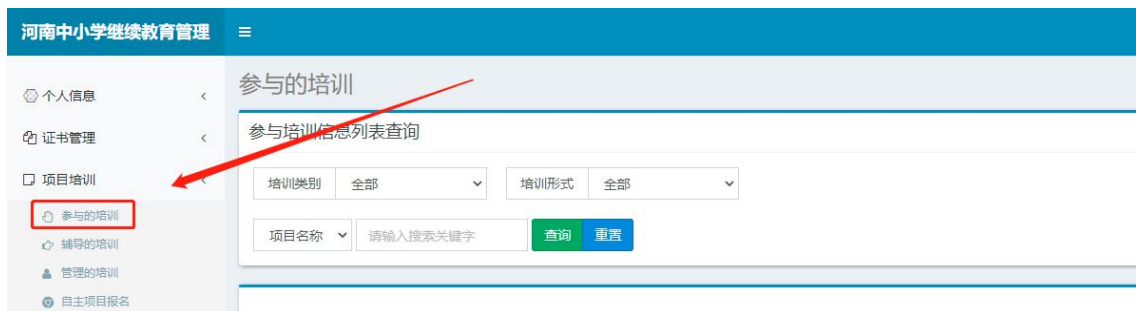 河南中小学继续教育管理
参与的培训
个人信息
证书管理
项目培训
参与的培训
辅导的培训
管理的培训
自主项目报名
参与培训信息列表查询
培训类别 全部 培训形式 全部
项目名称 请输入搜索关键字 查询 重置